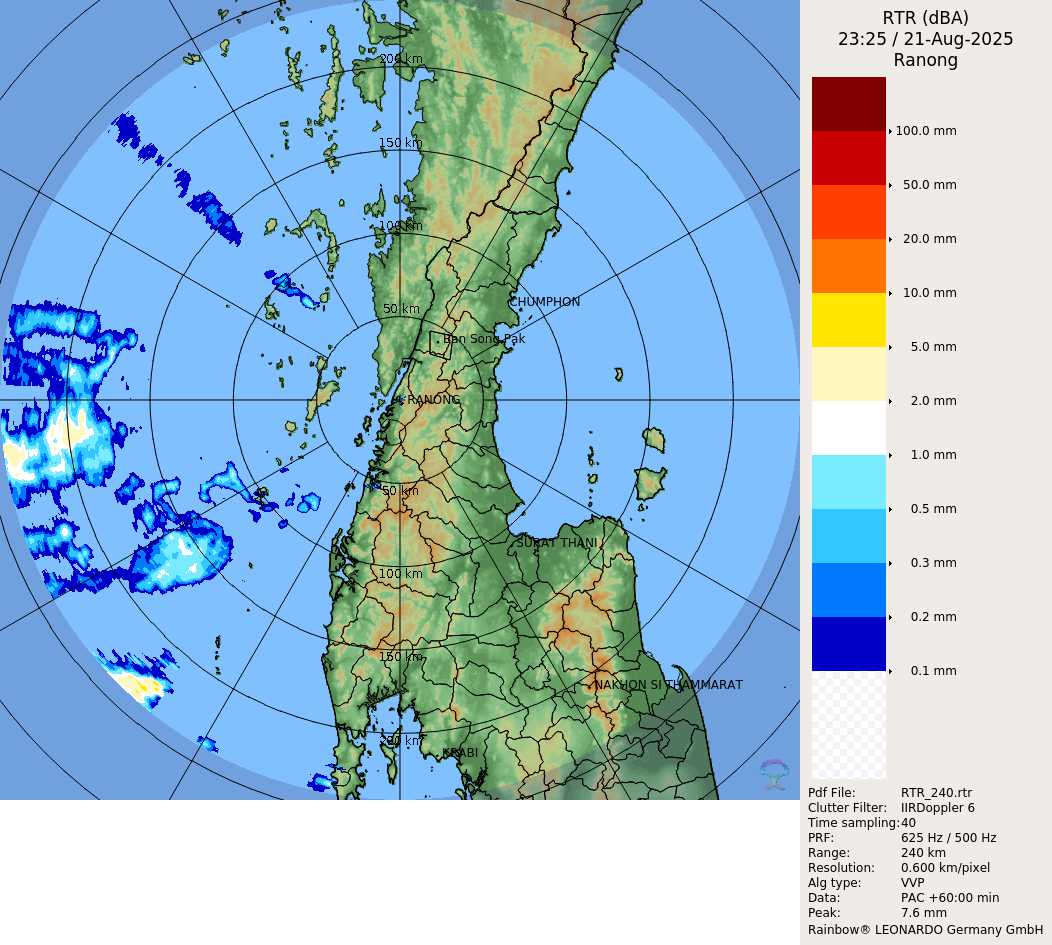 RTR (dBA)
23:25 / 21-Aug-2025
Ranong
100.0 mm
50.0 mm
20.0 mm
10.0 mm
5.0 mm
2.0 mm
1.0 mm
0.5 mm
0.3 mm
0.2 mm
0.1 mm
200 km
150 km
100 km
50 km
CHUMPHON
Ban Song Pak
RANONG
50 km
SURAT THANI
100 km
150 km
NAKHON SI THAMMARAT
200 km
KRABI
Pdf File: RTR_240.rtr
Clutter Filter: IIRDoppler 6
Time sampling: 40
PRF: 625 Hz / 500 Hz
Range: 240 km
Resolution: 0.600 km/pixel
Alg type: VVP
Data: PAC +60:00 min
Peak: 7.6 mm
Rainbow® LEONARDO Germany GmbH